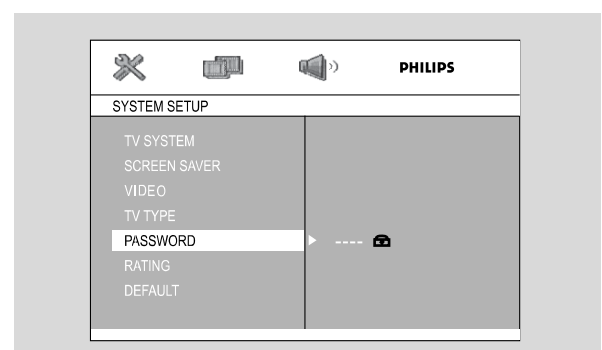 PHILIPS
SYSTEM SETUP
TV SYSTEM
SCREEN SAVER
VIDEO
TV TYPE
PASSWORD ----
RATING
DEFAULT